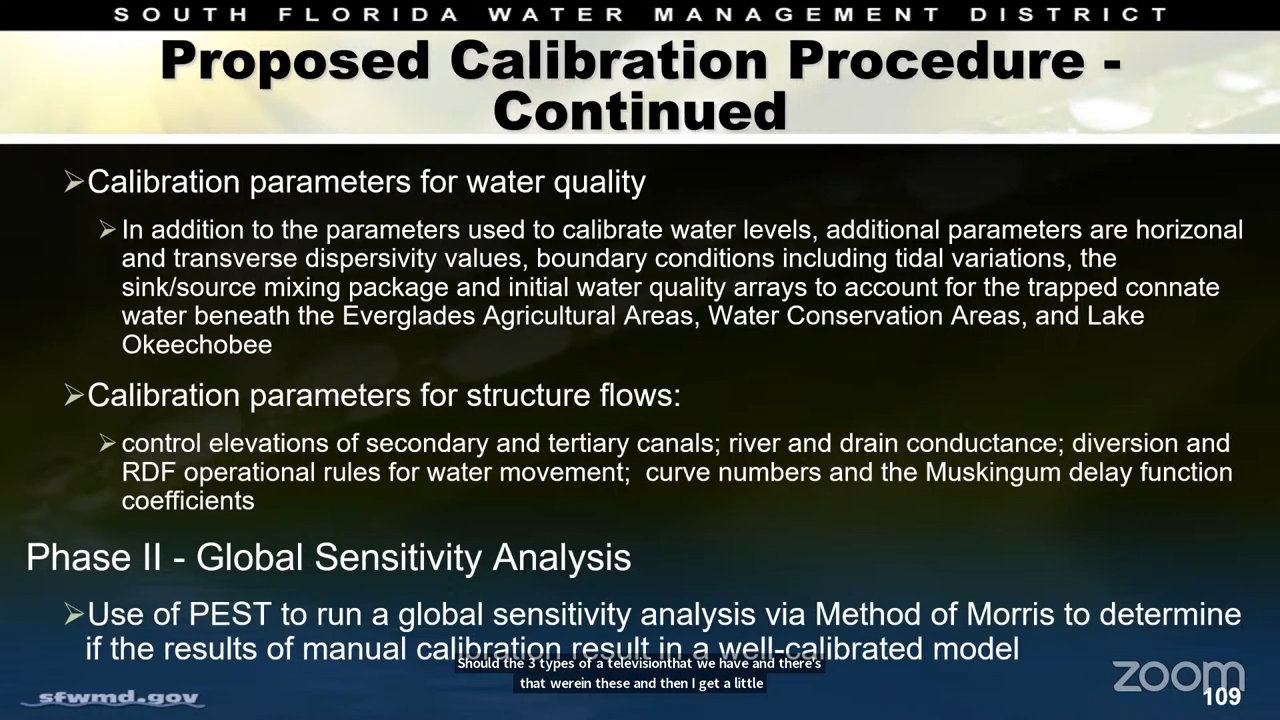 SOUTH FLORIDA WATER MANAGEMENT DISTRICT
Proposed Calibration Procedure -
Continued
➢Calibration parameters for water quality
➢In addition to the parameters used to calibrate water levels, additional parameters are horizonal
and transverse dispersivity values, boundary conditions including tidal variations, the
sink/source mixing package and initial water quality arrays to account for the trapped connate
water beneath the Everglades Agricultural Areas, Water Conservation Areas, and Lake
Okeechobee
➢Calibration parameters for structure flows:
➢control elevations of secondary and tertiary canals; river and drain conductance; diversion and
RDF operational rules for water movement; curve numbers and the Muskingum delay function
coefficients
Phase II - Global Sensitivity Analysis
➢Use of PEST to run a global sensitivity analysis via Method of Morris to determine
if the results of manual calibration result in a well-calibrated model
Should the 3 types of a televisionthat we have and there's
that werein these and then I get a little
sfwmd.gov
zoom
109